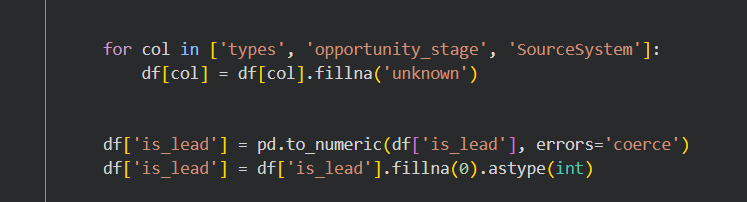 for col in ['types', 'opportunity_stage', 'SourceSystem']:
    df[col] = df[col].fillna('unknown')
df['is_lead'] = pd.to_numeric(df['is_lead'], errors='coerce')
df['is_lead'] = df['is_lead'].fillna(0).astype(int)